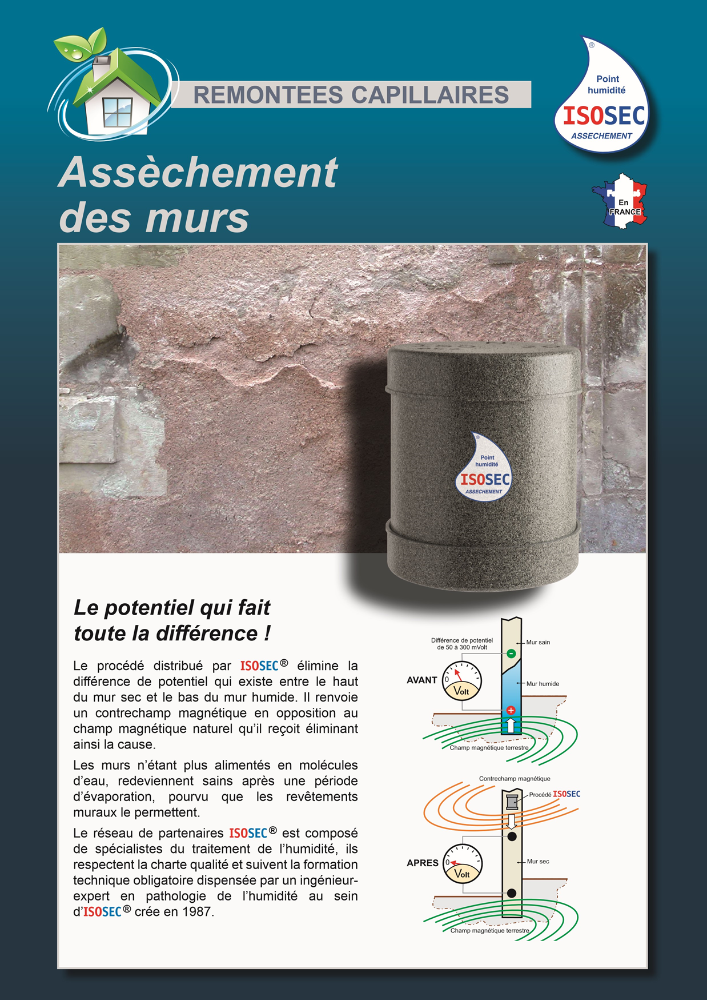 REMONTEES CAPILLAIRES
®
Point
humidité
ISOSEC
ASSECHEMENT
Assèchement
des murs
En
FRANCE
®
Point
humidité
ISOSEC
ASSECHEMENT
Le potentiel qui fait
toute la différence !
Le procédé distribué par ISOSEC® élimine la
différence de potentiel qui existe entre le haut
du mur sec et le bas du mur humide. Il renvoie
un contrechamp magnétique en opposition au
champ magnétique naturel qu’il reçoit éliminant
ainsi la cause.
Les murs n’étant plus alimentés en molécules
d’eau, redeviennent sains après une période
d’évaporation, pourvu que les revêtements
muraux le permettent.
Le réseau de partenaires ISOSEC® est composé
de spécialistes du traitement de l’humidité, ils
respectent la charte qualité et suivent la formation
technique obligatoire dispensée par un ingénieur-
expert en pathologie de l’humidité au sein
d’ISOSEC® crée en 1987.
Différence de potentiel
de 50 à 300 mVolt
Mur sain
-
AVANT
0
Volt
Mur humide
+
Champ magnétique terrestre
Contrechamp magnétique
Procédé ISOSEC
APRES
0
Volt
Mur sec
Champ magnétique terrestre